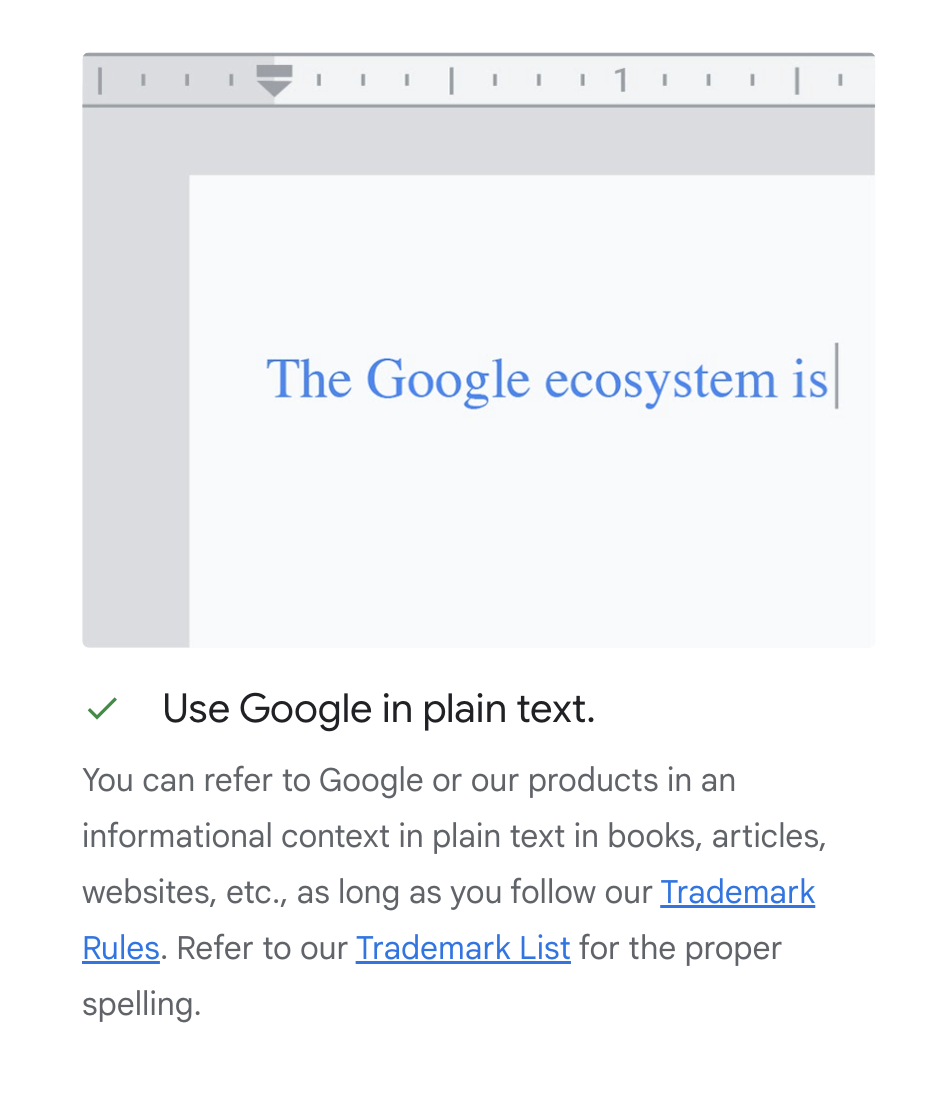 1
The Google ecosystem is
Use Google in plain text.
You can refer to Google or our products in an
informational context in plain text in books, articles,
websites, etc., as long as you follow our Trademark
Rules. Refer to our Trademark List for the proper
spelling.